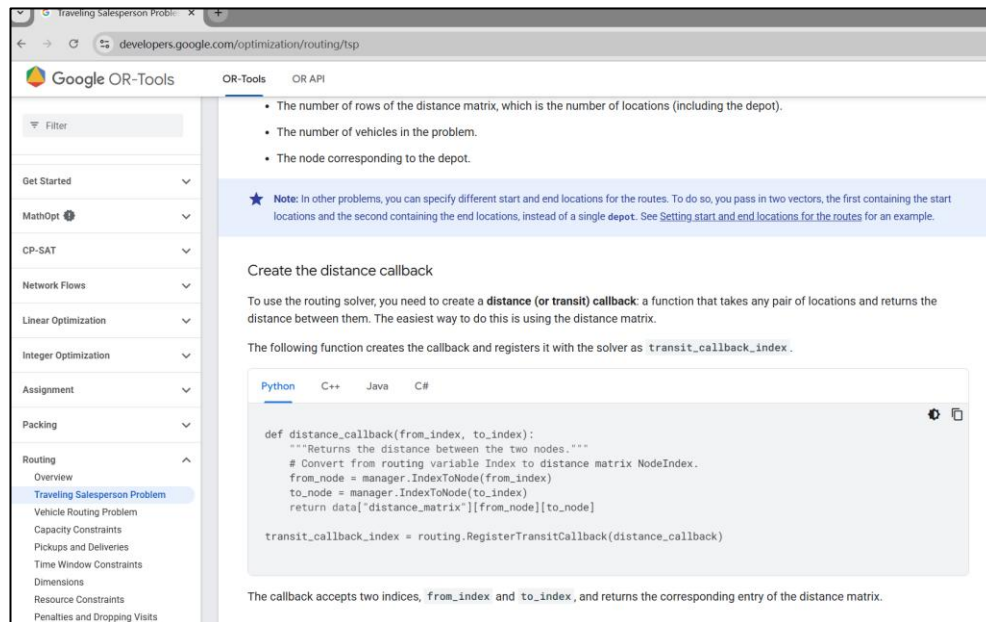 Traveling Salesperson Proble
developers.google.com/optimization/routing/tsp
Google OR-Tools
OR-Tools OR API
Filter
Get Started
MathOpt
CP-SAT
Network Flows
Linear Optimization
Integer Optimization
Assignment
Packing
Routing
Overview
Traveling Salesperson Problem
Vehicle Routing Problem
Capacity Constraints
Pickups and Deliveries
Time Window Constraints
Dimensions
Resource Constraints
Penalties and Dropping Visits
• The number of rows of the distance matrix, which is the number of locations (including the depot).
• The number of vehicles in the problem.
• The node corresponding to the depot.
Note: In other problems, you can specify different start and end locations for the routes. To do so, you pass in two vectors, the first containing the start
locations and the second containing the end locations, instead of a single depot. See Setting start and end locations for the routes for an example.
Create the distance callback
To use the routing solver, you need to create a distance (or transit) callback: a function that takes any pair of locations and returns the
distance between them. The easiest way to do this is using the distance matrix.
The following function creates the callback and registers it with the solver as transit_callback_index.
Python C++ Java C#
def distance_callback(from_index, to_index):
    """Returns the distance between the two nodes."""
    # Convert from routing variable Index to distance matrix NodeIndex.
    from_node = manager.IndexToNode(from_index)
    to_node = manager.IndexToNode(to_index)
    return data["distance_matrix"][from_node][to_node]
transit_callback_index = routing.RegisterTransitCallback(distance_callback)
The callback accepts two indices, from_index and to_index, and returns the corresponding entry of the distance matrix.